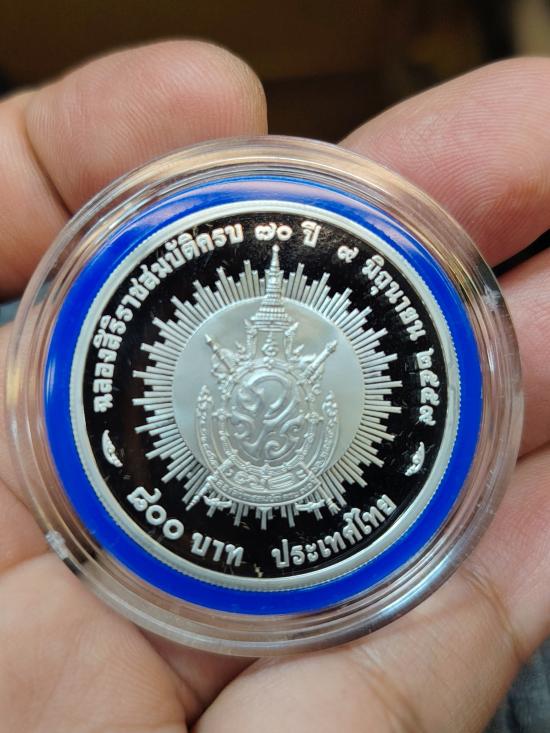 ฉลองสิริราชสมบัติครบ ๗๐ ปี ๙ มิถุนายน ๒๕๕๙
๘๐๐ บาท ประเทศไทย